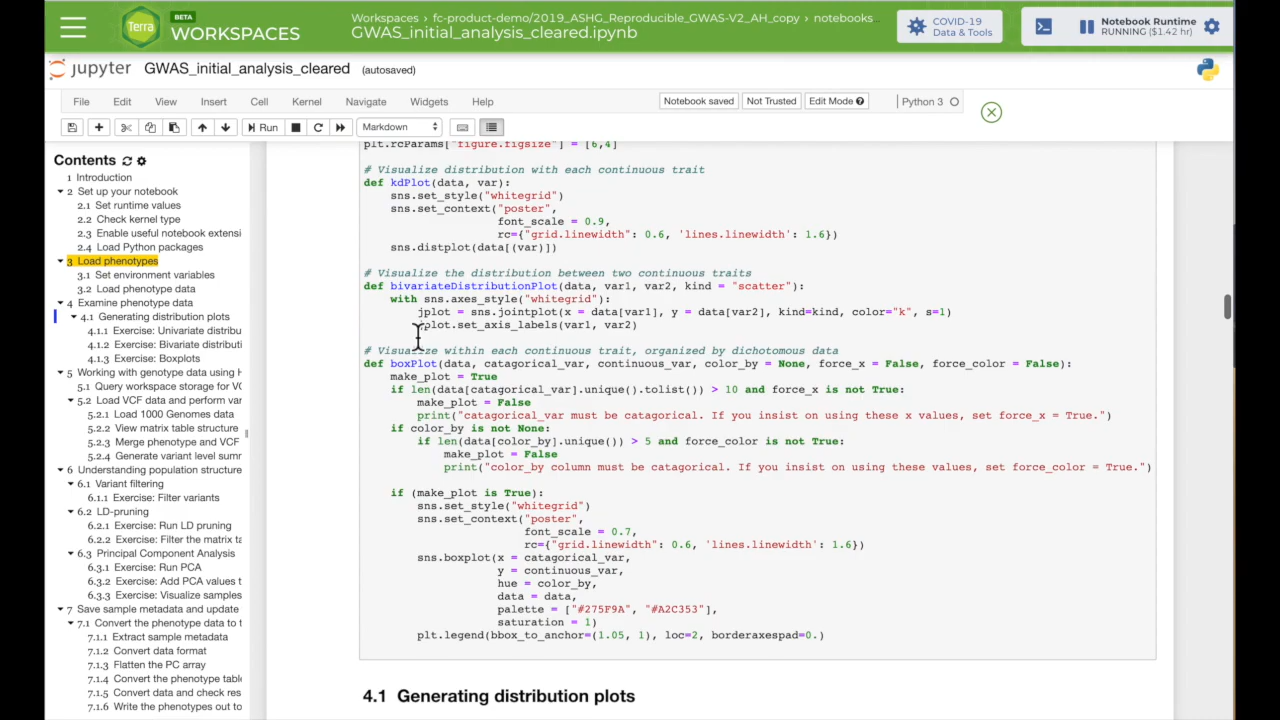 BETA
Terra
WORKSPACES
Workspaces > fc-product-demo/2019_ASHG_Reproducible_GWAS-V2_AH_copy > notebooks
GWAS_initial_analysis_cleared.ipynb
COVID-19
Data & Tools
Notebook Runtime
RUNNING ($1.42 hr)
jupyter GWAS_initial_analysis_cleared (autosaved)
File Edit View Insert Cell Kernel Navigate Widgets Help
Notebook saved Not Trusted Edit Mode Python 3
Run Markdown
Contents
1 Introduction
2 Set up your notebook
2.1 Set runtime values
2.2 Check kernel type
2.3 Enable useful notebook extensi
2.4 Load Python packages
3 Load phenotypes
3.1 Set environment variables
3.2 Load phenotype data
4 Examine phenotype data
4.1 Generating distribution plots
4.1.1 Exercise: Univariate distribu
4.1.2 Exercise: Bivariate distributi
4.1.3 Exercise: Boxplots
5 Working with genotype data using H
5.1 Query workspace storage for VC
5.2 Load VCF data and perform var
5.2.1 Load 1000 Genomes data
5.2.2 View matrix table structure
5.2.3 Merge phenotype and VCF
5.2.4 Generate variant level summ
6 Understanding population structure
6.1 Variant filtering
6.1.1 Exercise: Filter variants
6.2 LD-pruning
6.2.1 Exercise: Run LD pruning
6.2.2 Exercise: Filter the matrix ta
6.3 Principal Component Analysis
6.3.1 Exercise: Run PCA
6.3.2 Exercise: Add PCA values t
6.3.3 Exercise: Visualize samples
7 Save sample metadata and update
7.1 Convert the phenotype data to t
7.1.1 Extract sample metadata
7.1.2 Convert data format
7.1.3 Flatten the PC array
7.1.4 Convert the phenotype table
7.1.5 Convert data and check res
7.1.6 Write the phenotypes out to
plt.rcParams["figure.figsize"] = [6,4]
# Visualize distribution with each continuous trait
def kdPlot(data, var):
sns.set_style("whitegrid")
sns.set_context("poster",
font_scale = 0.9,
rc={"grid.linewidth": 0.6, 'lines.linewidth': 1.6})
sns.distplot(data[(var)])
# Visualize the distribution between two continuous traits
def bivariateDistributionPlot(data, var1, var2, kind = "scatter"):
with sns.axes_style("whitegrid"):
jplot = sns.jointplot(x = data[var1], y = data[var2], kind=kind, color="k", s=1)
jplot.set_axis_labels(var1, var2)
# Visualize within each continuous trait, organized by dichotomous data
def boxPlot(data, catagorical_var, continuous_var, color_by = None, force_x = False, force_color = False):
make_plot = True
if len(data[catagorical_var].unique().tolist()) > 10 and force_x is not True:
make_plot = False
print("catagorical_var must be catagorical. If you insist on using these x values, set force_x = True.")
if color_by is not None:
if len(data[color_by].unique()) > 5 and force_color is not True:
make_plot = False
print("color_by column must be catagorical. If you insist on using these values, set force_color = True.")
if (make_plot is True):
sns.set_style("whitegrid")
sns.set_context("poster",
font_scale = 0.7,
rc={"grid.linewidth": 0.6, 'lines.linewidth': 1.6})
sns.boxplot(x = catagorical_var,
y = continuous_var,
hue = color_by,
data = data,
palette = ["#275F9A", "#A2C353"],
saturation = 1)
plt.legend(bbox_to_anchor=(1.05, 1), loc=2, borderaxespad=0.)
4.1 Generating distribution plots